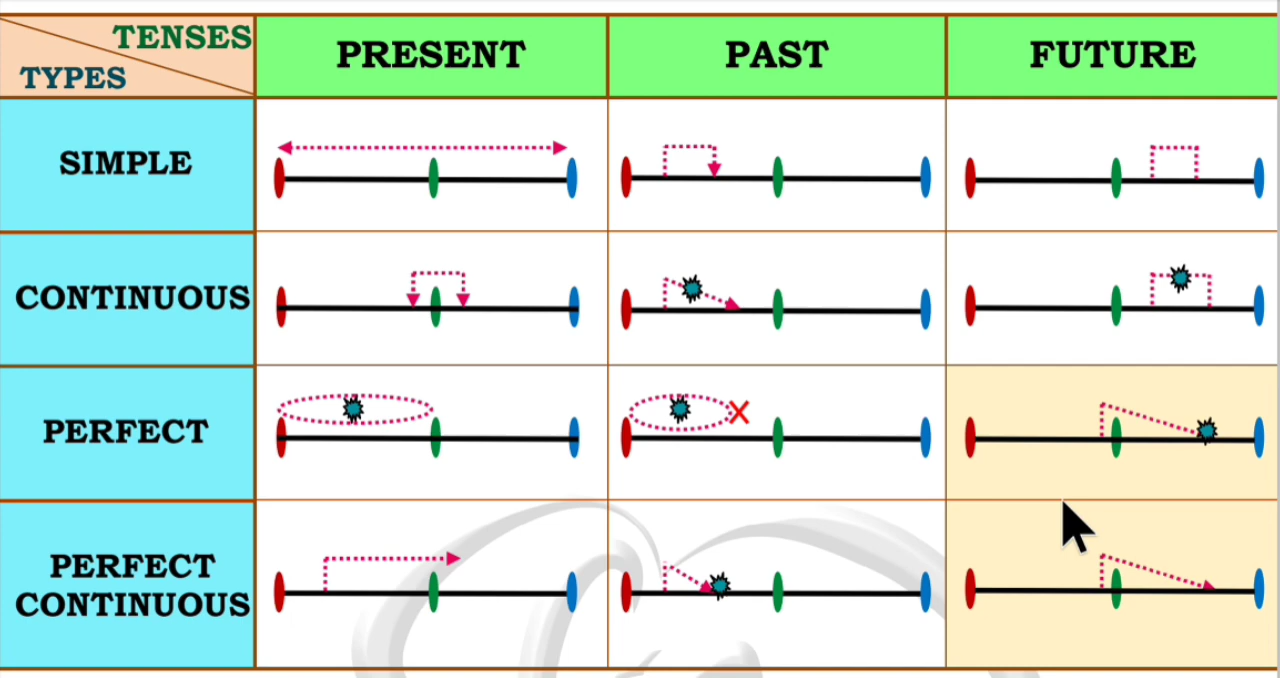 TENSES
TYPES
PRESENT
PAST
FUTURE
SIMPLE
CONTINUOUS
PERFECT
PERFECT
CONTINUOUS